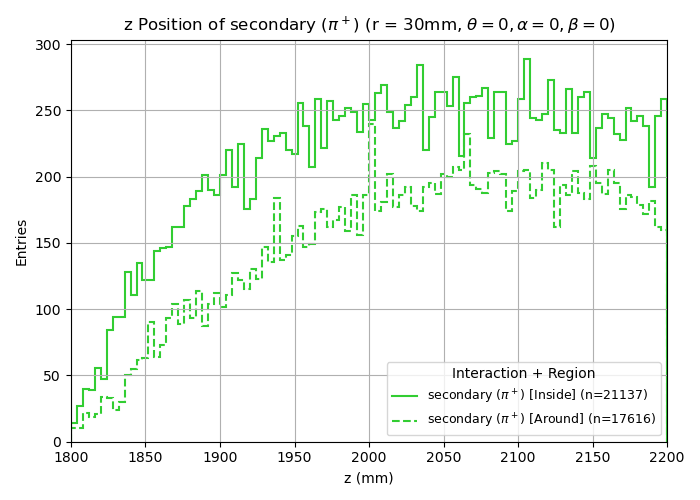 z Position of secondary (π⁺) (r = 30mm, θ = 0, α = 0, β = 0)
300
250
200
150
100
50
0
Entries
Interaction + Region
secondary (π⁺) [Inside] (n=21137)
secondary (π⁺) [Around] (n=17616)
1800 1850 1900 1950 2000 2050 2100 2150 2200
z (mm)